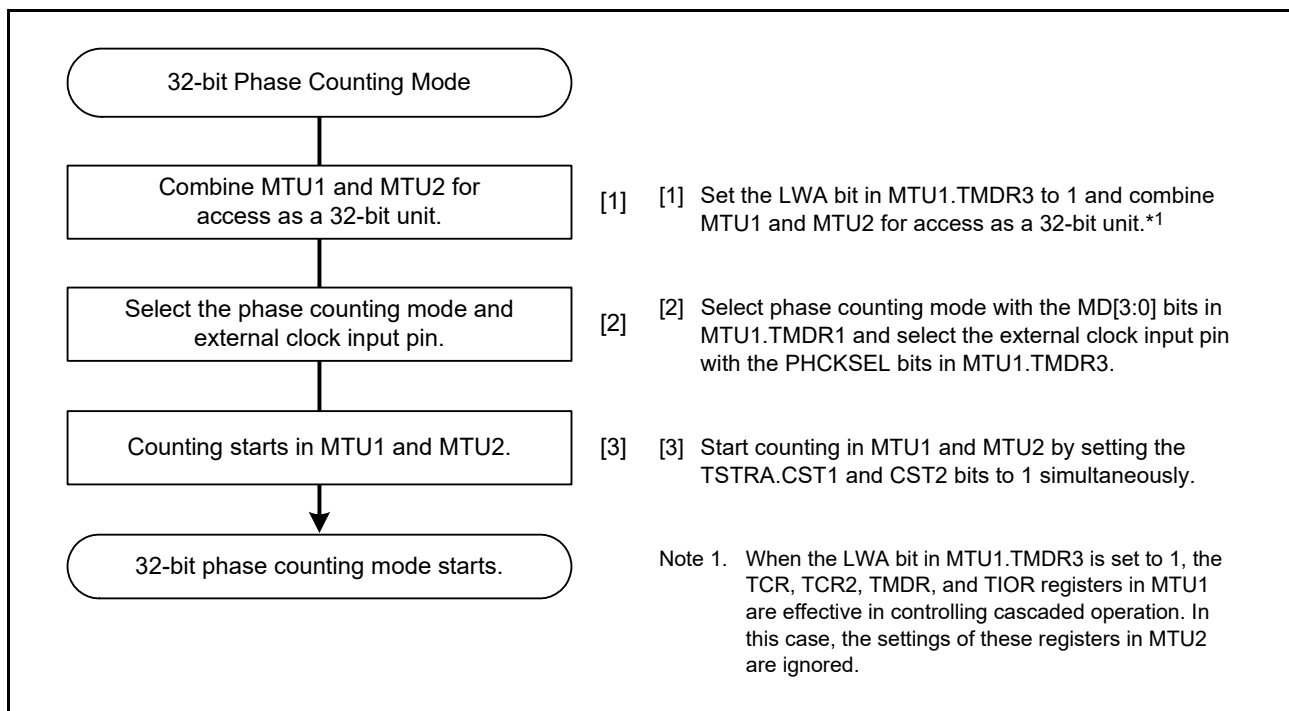 32-bit Phase Counting Mode
Combine MTU1 and MTU2 for
access as a 32-bit unit.
[1]
[1] Set the LWA bit in MTU1.TMDR3 to 1 and combine
MTU1 and MTU2 for access as a 32-bit unit.*1
Select the phase counting mode and
external clock input pin.
[2]
[2] Select phase counting mode with the MD[3:0] bits in
MTU1.TMDR1 and select the external clock input pin
with the PHCKSEL bits in MTU1.TMDR3.
Counting starts in MTU1 and MTU2.
[3]
[3] Start counting in MTU1 and MTU2 by setting the
TSTRA.CST1 and CST2 bits to 1 simultaneously.
32-bit phase counting mode starts.
Note 1. When the LWA bit in MTU1.TMDR3 is set to 1, the
TCR, TCR2, TMDR, and TIOR registers in MTU1
are effective in controlling cascaded operation. In
this case, the settings of these registers in MTU2
are ignored.